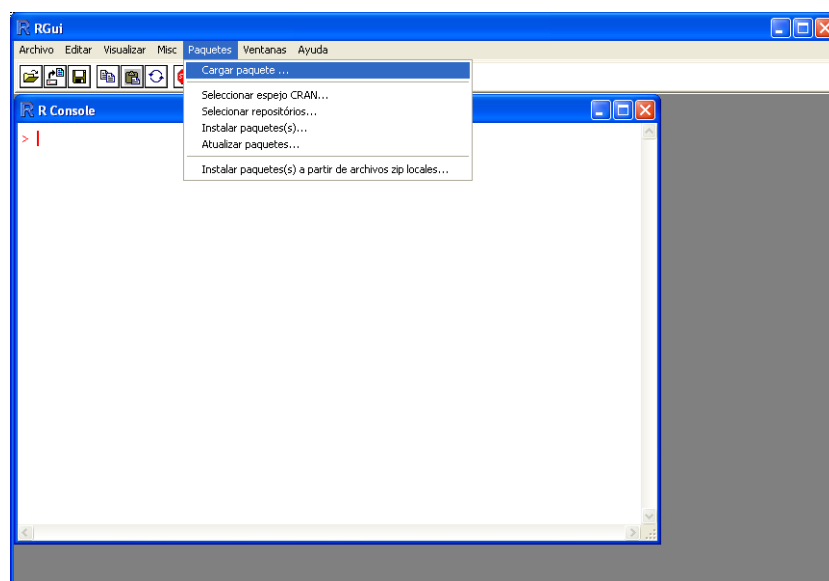 RGui
Archivo Editar Visualizar Misc Paquetes Ventanas Ayuda
Cargar paquete ...
Seleccionar espejo CRAN...
Selecionar repositórios...
Instalar paquetes(s)...
Atualizar paquetes...
Instalar paquetes(s) a partir de archivos zip locales...
R Console
>